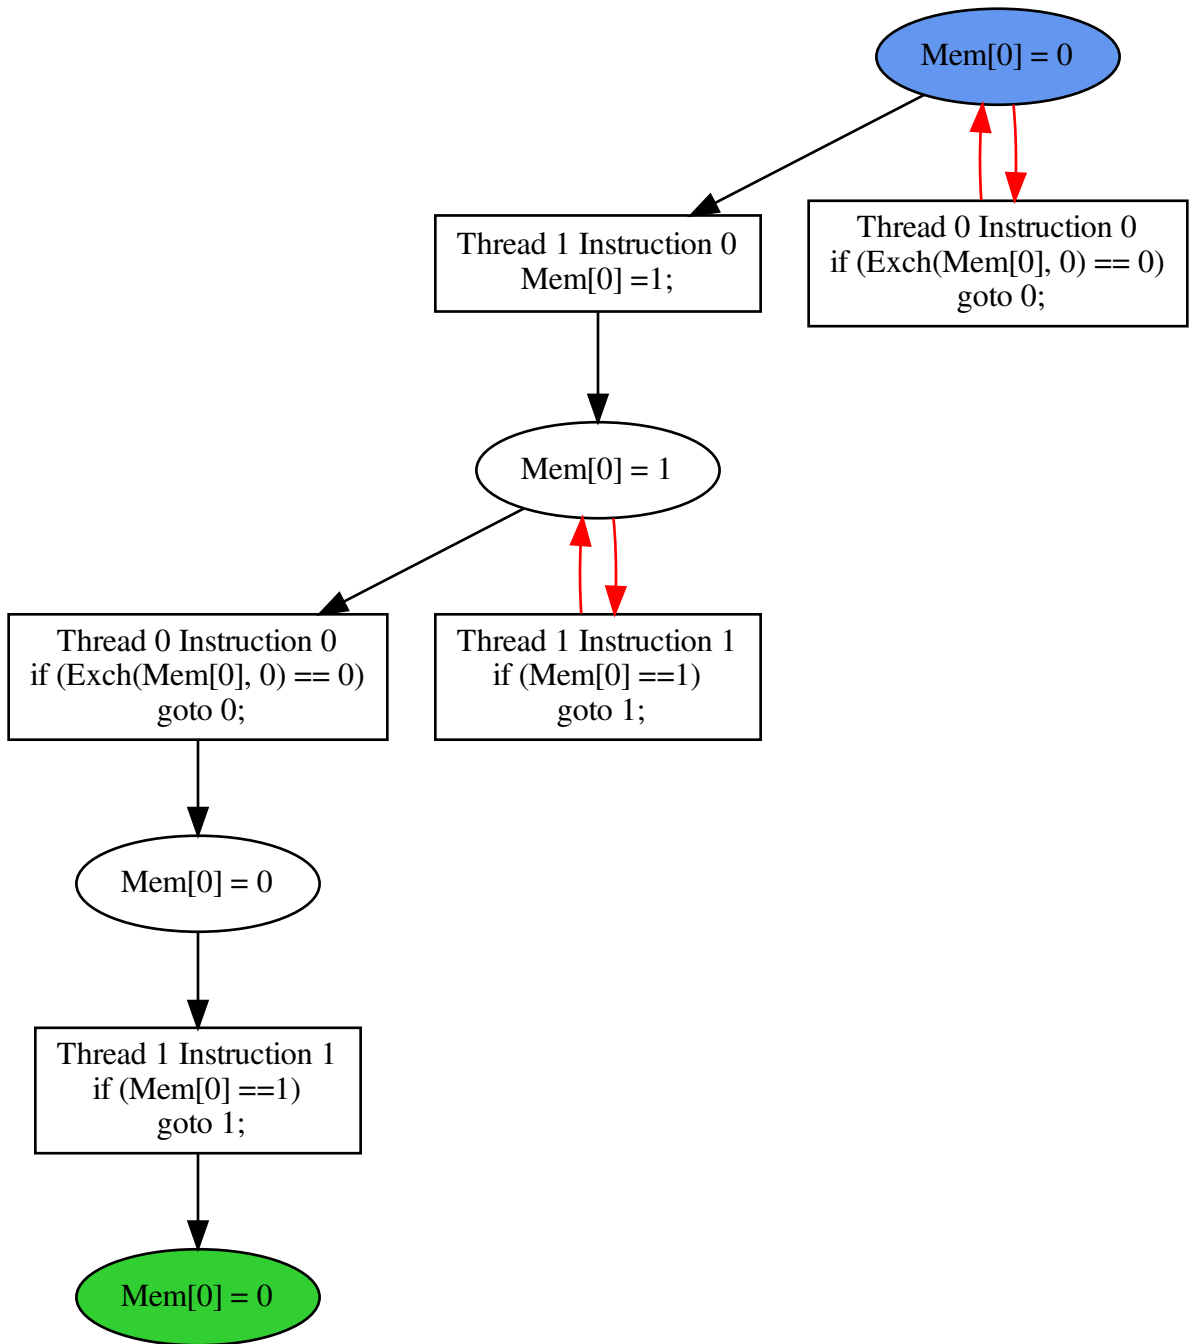 Mem[0] = 0
Thread 1 Instruction 0
Mem[0] =1;
Thread 0 Instruction 0
if (Exch(Mem[0], 0) == 0)
goto 0;
Mem[0] = 1
Thread 0 Instruction 0
if (Exch(Mem[0], 0) == 0)
goto 0;
Thread 1 Instruction 1
if (Mem[0] ==1)
goto 1;
Mem[0] = 0
Thread 1 Instruction 1
if (Mem[0] ==1)
goto 1;
Mem[0] = 0